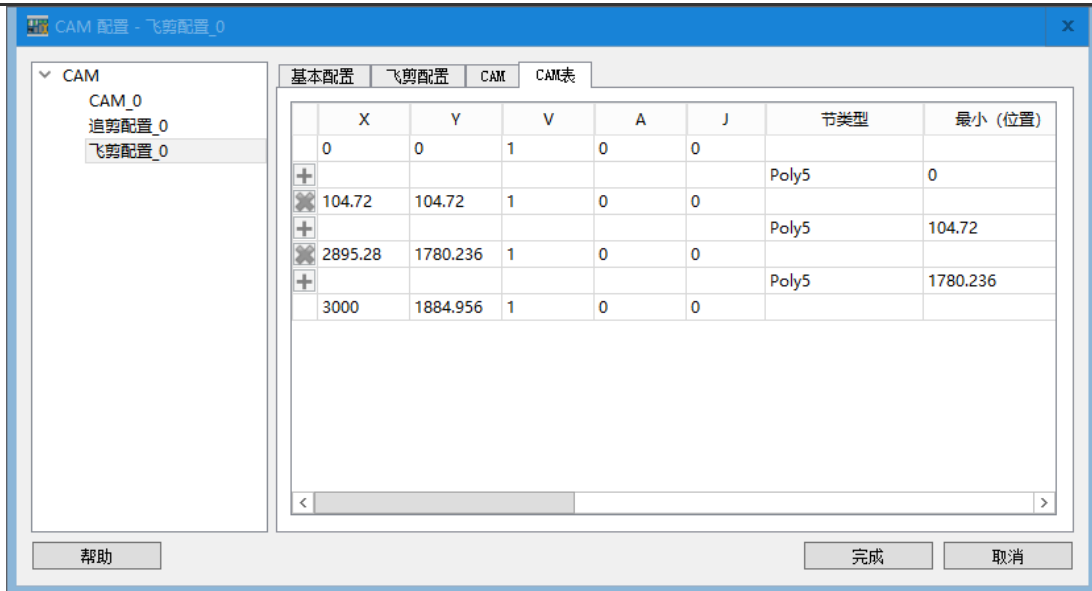 CAM 配置 - 飞剪配置_0
CAM
CAM_0
追剪配置_0
飞剪配置_0
基本配置 飞剪配置 CAM CAM表
X Y V A J 节类型 最小（位置）
0 0 1 0 0
Poly5 0
104.72 104.72 1 0 0
Poly5 104.72
2895.28 1780.236 1 0 0
Poly5 1780.236
3000 1884.956 1 0 0
帮助 完成 取消